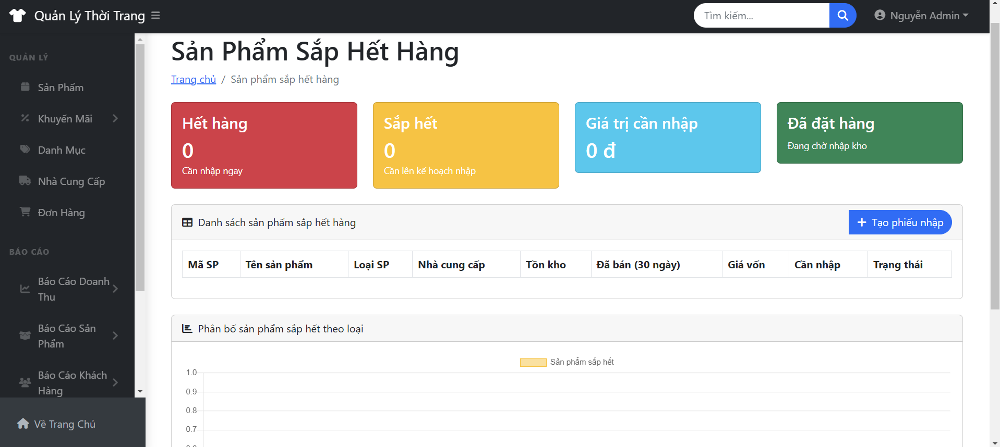 Quản Lý Thời Trang
Tìm kiếm...
Nguyễn Admin
QUẢN LÝ
Sản Phẩm
Khuyến Mãi
Danh Mục
Nhà Cung Cấp
Đơn Hàng
BÁO CÁO
Báo Cáo Doanh
Thu
Báo Cáo Sản
Phẩm
Báo Cáo Khách
Hàng
Về Trang Chủ
Sản Phẩm Sắp Hết Hàng
Trang chủ / Sản phẩm sắp hết hàng
Hết hàng
0
Cần nhập ngay
Sắp hết
0
Cần lên kế hoạch nhập
Giá trị cần nhập
0 đ
Đã đặt hàng
Đang chờ nhập kho
Danh sách sản phẩm sắp hết hàng
Tạo phiếu nhập
Mã SP Tên sản phẩm Loại SP Nhà cung cấp Tồn kho Đã bán (30 ngày) Giá vốn Cần nhập Trạng thái
Phân bố sản phẩm sắp hết theo loại
Sản phẩm sắp hết
1.0
0.9
0.8
0.7